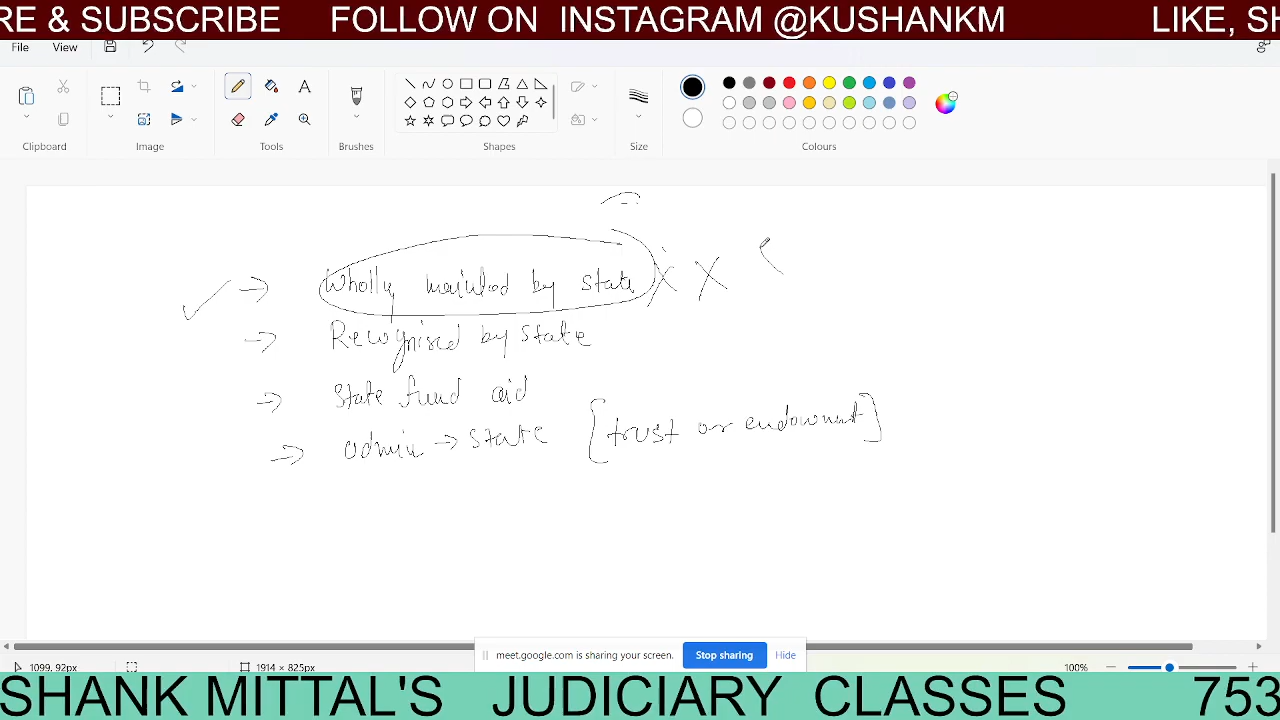 RE & SUBSCRIBE FOLLOW ON INSTAGRAM @KUSHANKM LIKE, SH
File View
Clipboard Image Tools Brushes Shapes Size Colours
✓ → Wholly by state X X
→ Recognised by state
→ state fund aid
→ admin → state [trust or endowment]
meet.google.com is sharing your screen. Stop sharing Hide
1099, 92px 1914 × 825px 100%
SHANK MITTAL'S JUDICIARY CLASSES 753